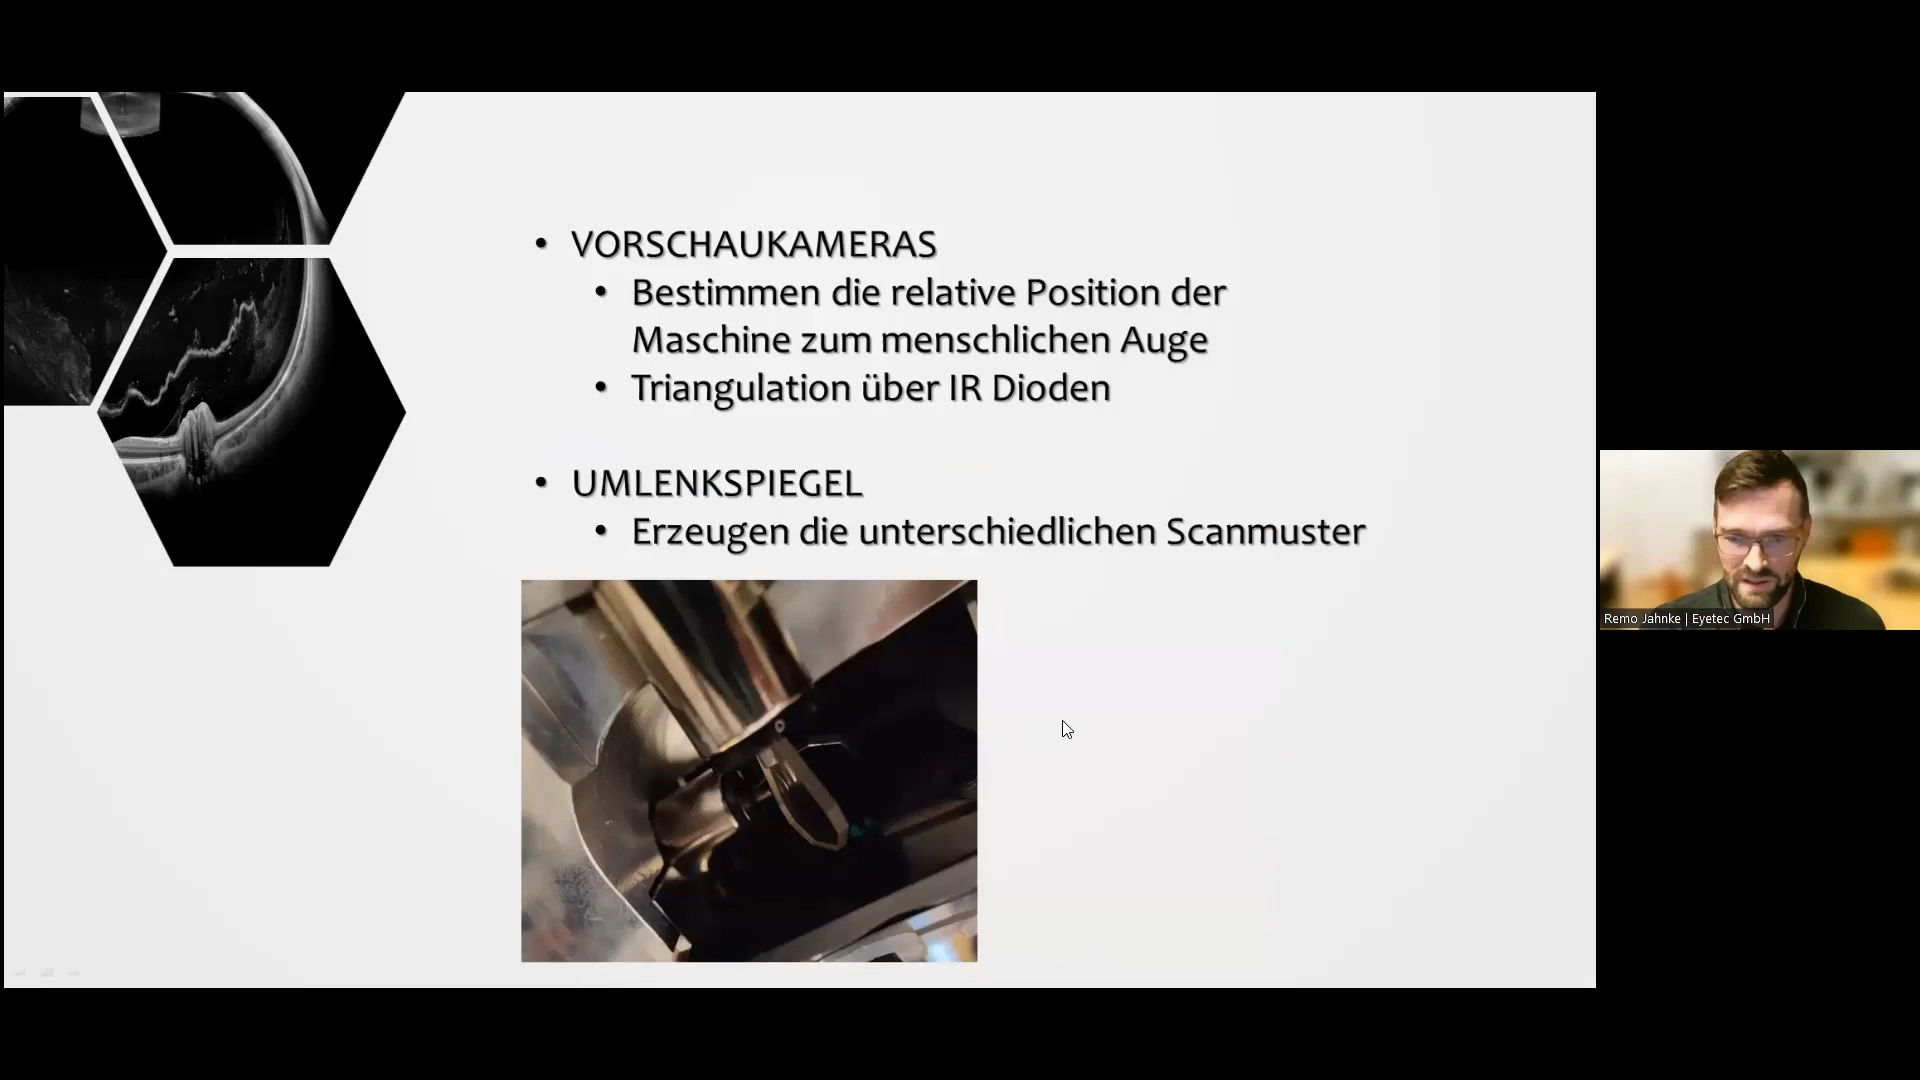 • VORSCHAUKAMERAS
• Bestimmen die relative Position der
Maschine zum menschlichen Auge
• Triangulation über IR Dioden
• UMLENKSPIEGEL
• Erzeugen die unterschiedlichen Scanmuster
Remo Jahnke | Eyetec GmbH